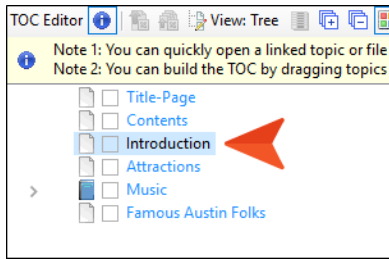 TOC Editor View: Tree
Note 1: You can quickly open a linked topic or file
Note 2: You can build the TOC by dragging topics
Title-Page
Contents
Introduction
Attractions
Music
Famous Austin Folks